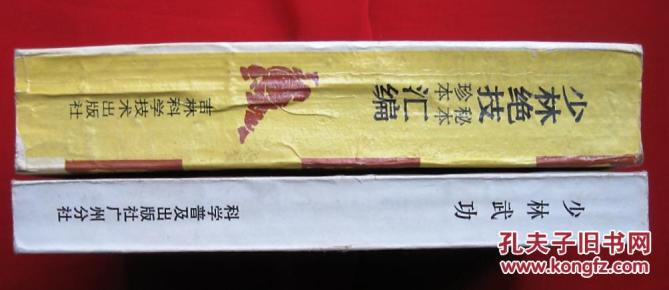 少林绝技秘本珍本汇编
吉林科学技术出版社
少林武功
科学普及出版社广州分社
孔夫子旧书网
www.kongfz.com